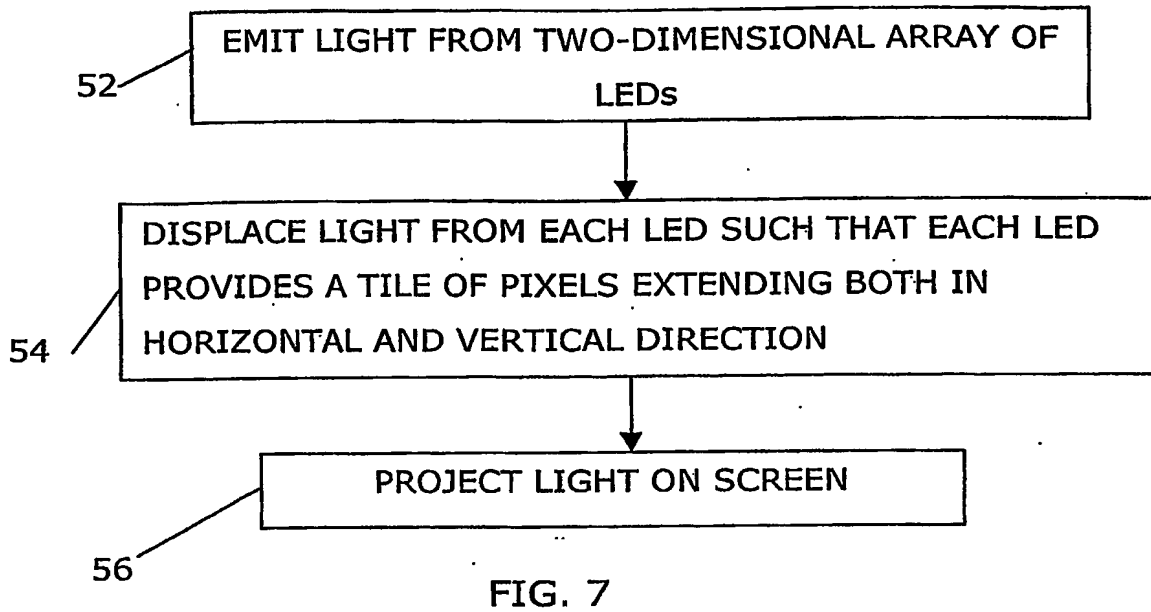 EMIT LIGHT FROM TWO-DIMENSIONAL ARRAY OF
LEDs
52
DISPLACE LIGHT FROM EACH LED SUCH THAT EACH LED
PROVIDES A TILE OF PIXELS EXTENDING BOTH IN
HORIZONTAL AND VERTICAL DIRECTION
54
PROJECT LIGHT ON SCREEN
56
FIG. 7